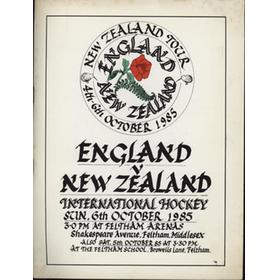 NEW ZEALAND TOUR
ENGLAND
V
NEW ZEALAND
4th-6th OCTOBER 1985
ENGLAND
V
NEW ZEALAND
INTERNATIONAL HOCKEY
SUN, 6th OCTOBER 1985
3·0 PM AT FELTHAM ARENAS
Shakespeare Avenue, Feltham, Middlesex
ALSO SAT, 5th OCTOBER 85 AT 3·30 PM
AT THE FELTHAM SCHOOL, Browells Lane, Feltham.